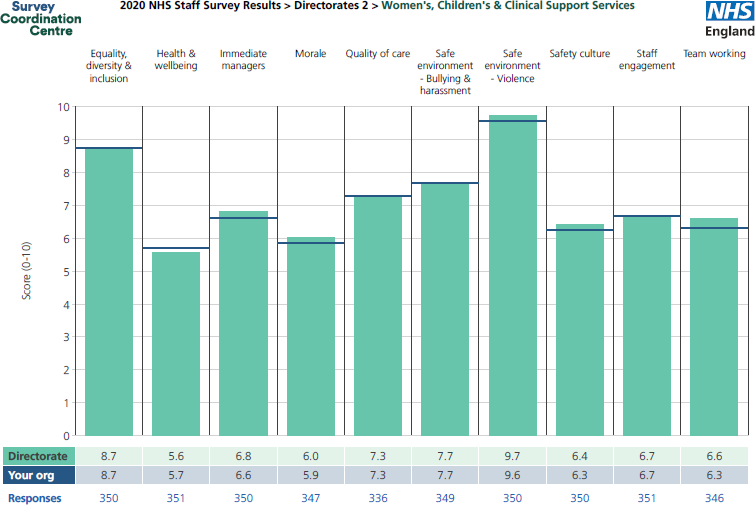 Survey
Coordination
Centre
2020 NHS Staff Survey Results > Directorates 2 > Women's, Children's & Clinical Support Services
NHS
England
Equality,
diversity &
inclusion
Health &
wellbeing
Immediate
managers
Morale
Quality of care
Safe
environment
- Bullying &
harassment
Safe
environment
- Violence
Safety culture
Staff
engagement
Team working
Score (0-10)
10
9
8
7
6
5
4
3
2
1
0
Directorate 8.7 5.6 6.8 6.0 7.3 7.7 9.7 6.4 6.7 6.6
Your org 8.7 5.7 6.6 5.9 7.3 7.7 9.6 6.3 6.7 6.3
Responses 350 351 350 347 336 349 350 350 351 346